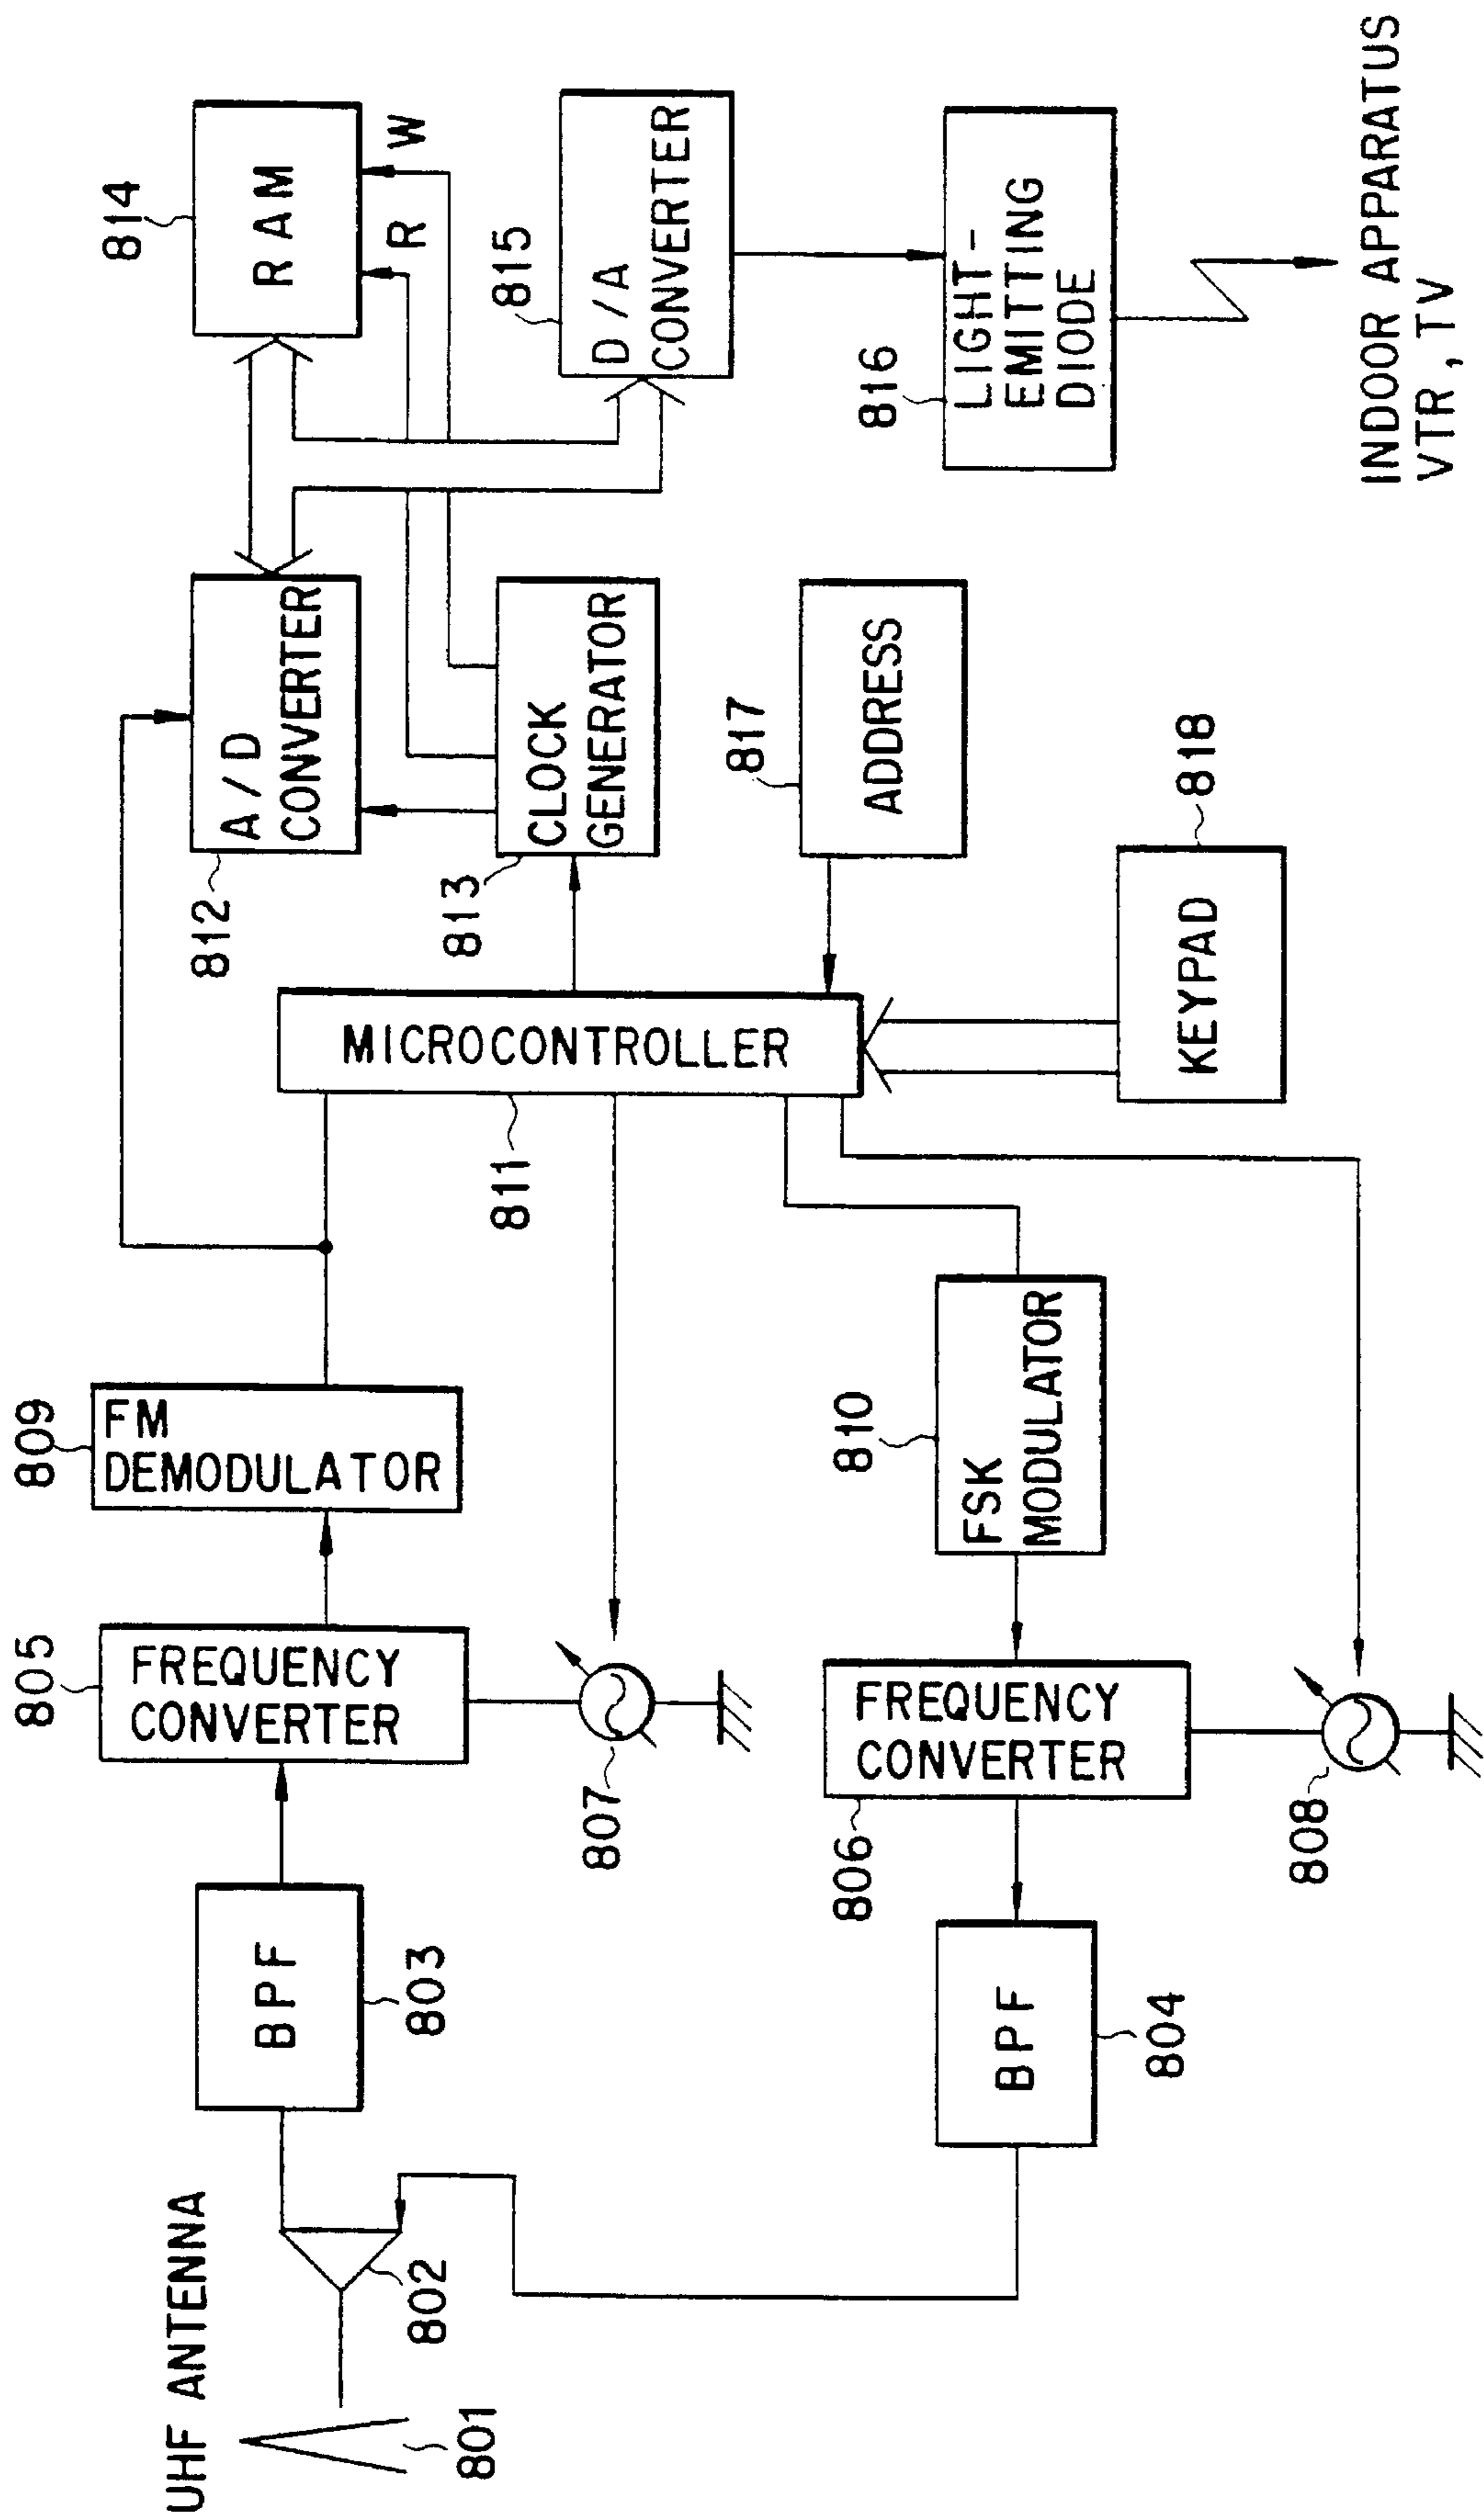 UHF ANTENNA
801
802
BPF
803
BPF
804
805
FREQUENCY
CONVERTER
807
806
FREQUENCY
CONVERTER
808
809
FM
DEMODULATOR
810
FSK
MODULATOR
811
MICROCONTROLLER
812
A/D
CONVERTER
813
CLOCK
GENERATOR
817
ADDRESS
KEYPAD
818
814
RAM
R
W
815
D/A
CONVERTER
816
LIGHT-
EMITTING
DIODE
INDOOR APPARATUS
VTR, TV